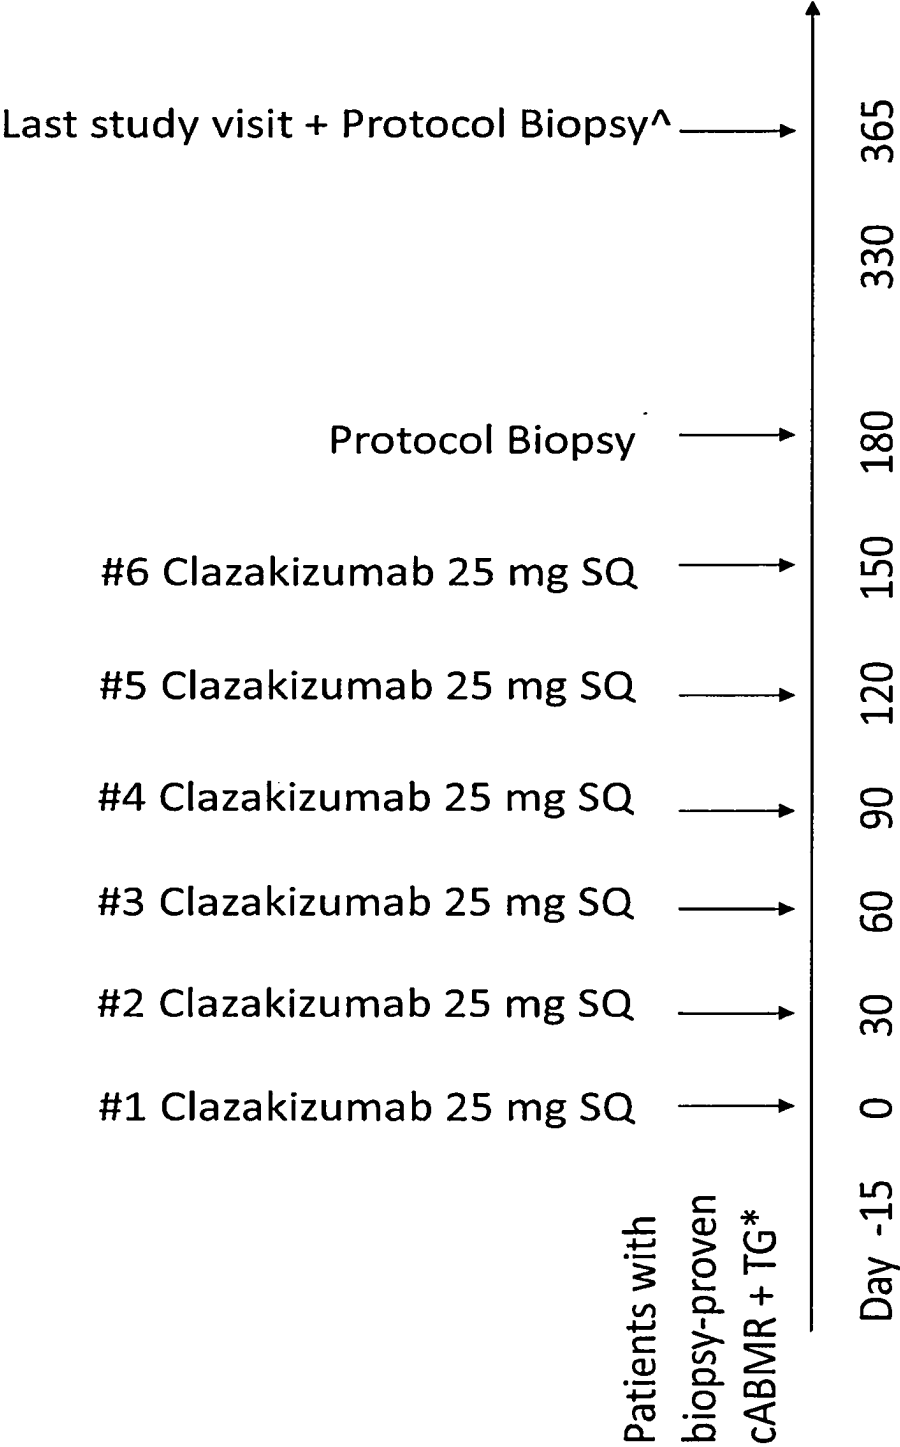 Last study visit + Protocol Biopsy^
365
330
Protocol Biopsy
180
#6 Clazakizumab 25 mg SQ
150
#5 Clazakizumab 25 mg SQ
120
#4 Clazakizumab 25 mg SQ
90
#3 Clazakizumab 25 mg SQ
60
#2 Clazakizumab 25 mg SQ
30
#1 Clazakizumab 25 mg SQ
0
Patients with
biopsy-proven
cABMR + TG*
Day -15